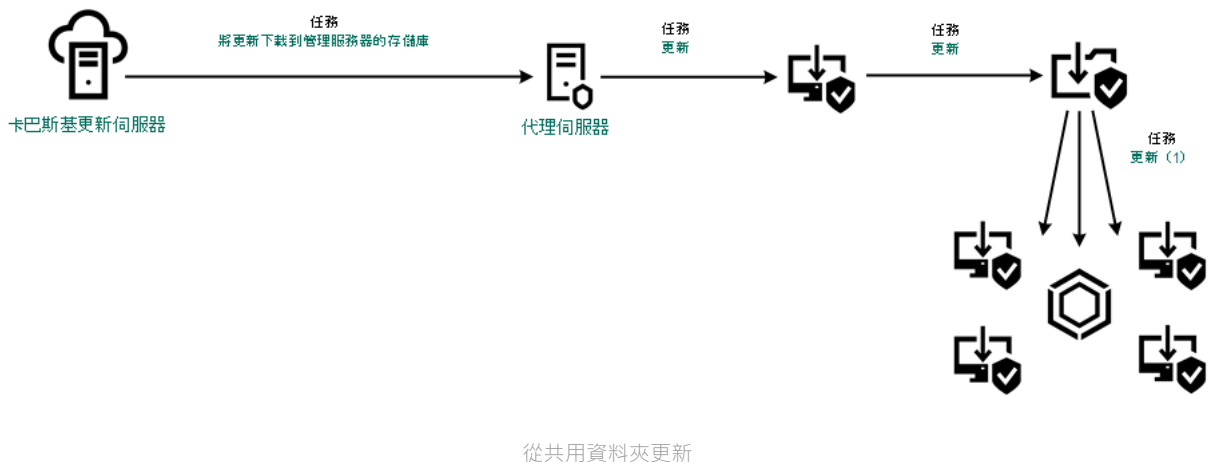 任務
將更新下載到管理服務器的存儲庫
任務
更新
任務
更新
卡巴斯基更新伺服器
代理伺服器
任務
更新（1）
從共用資料夾更新